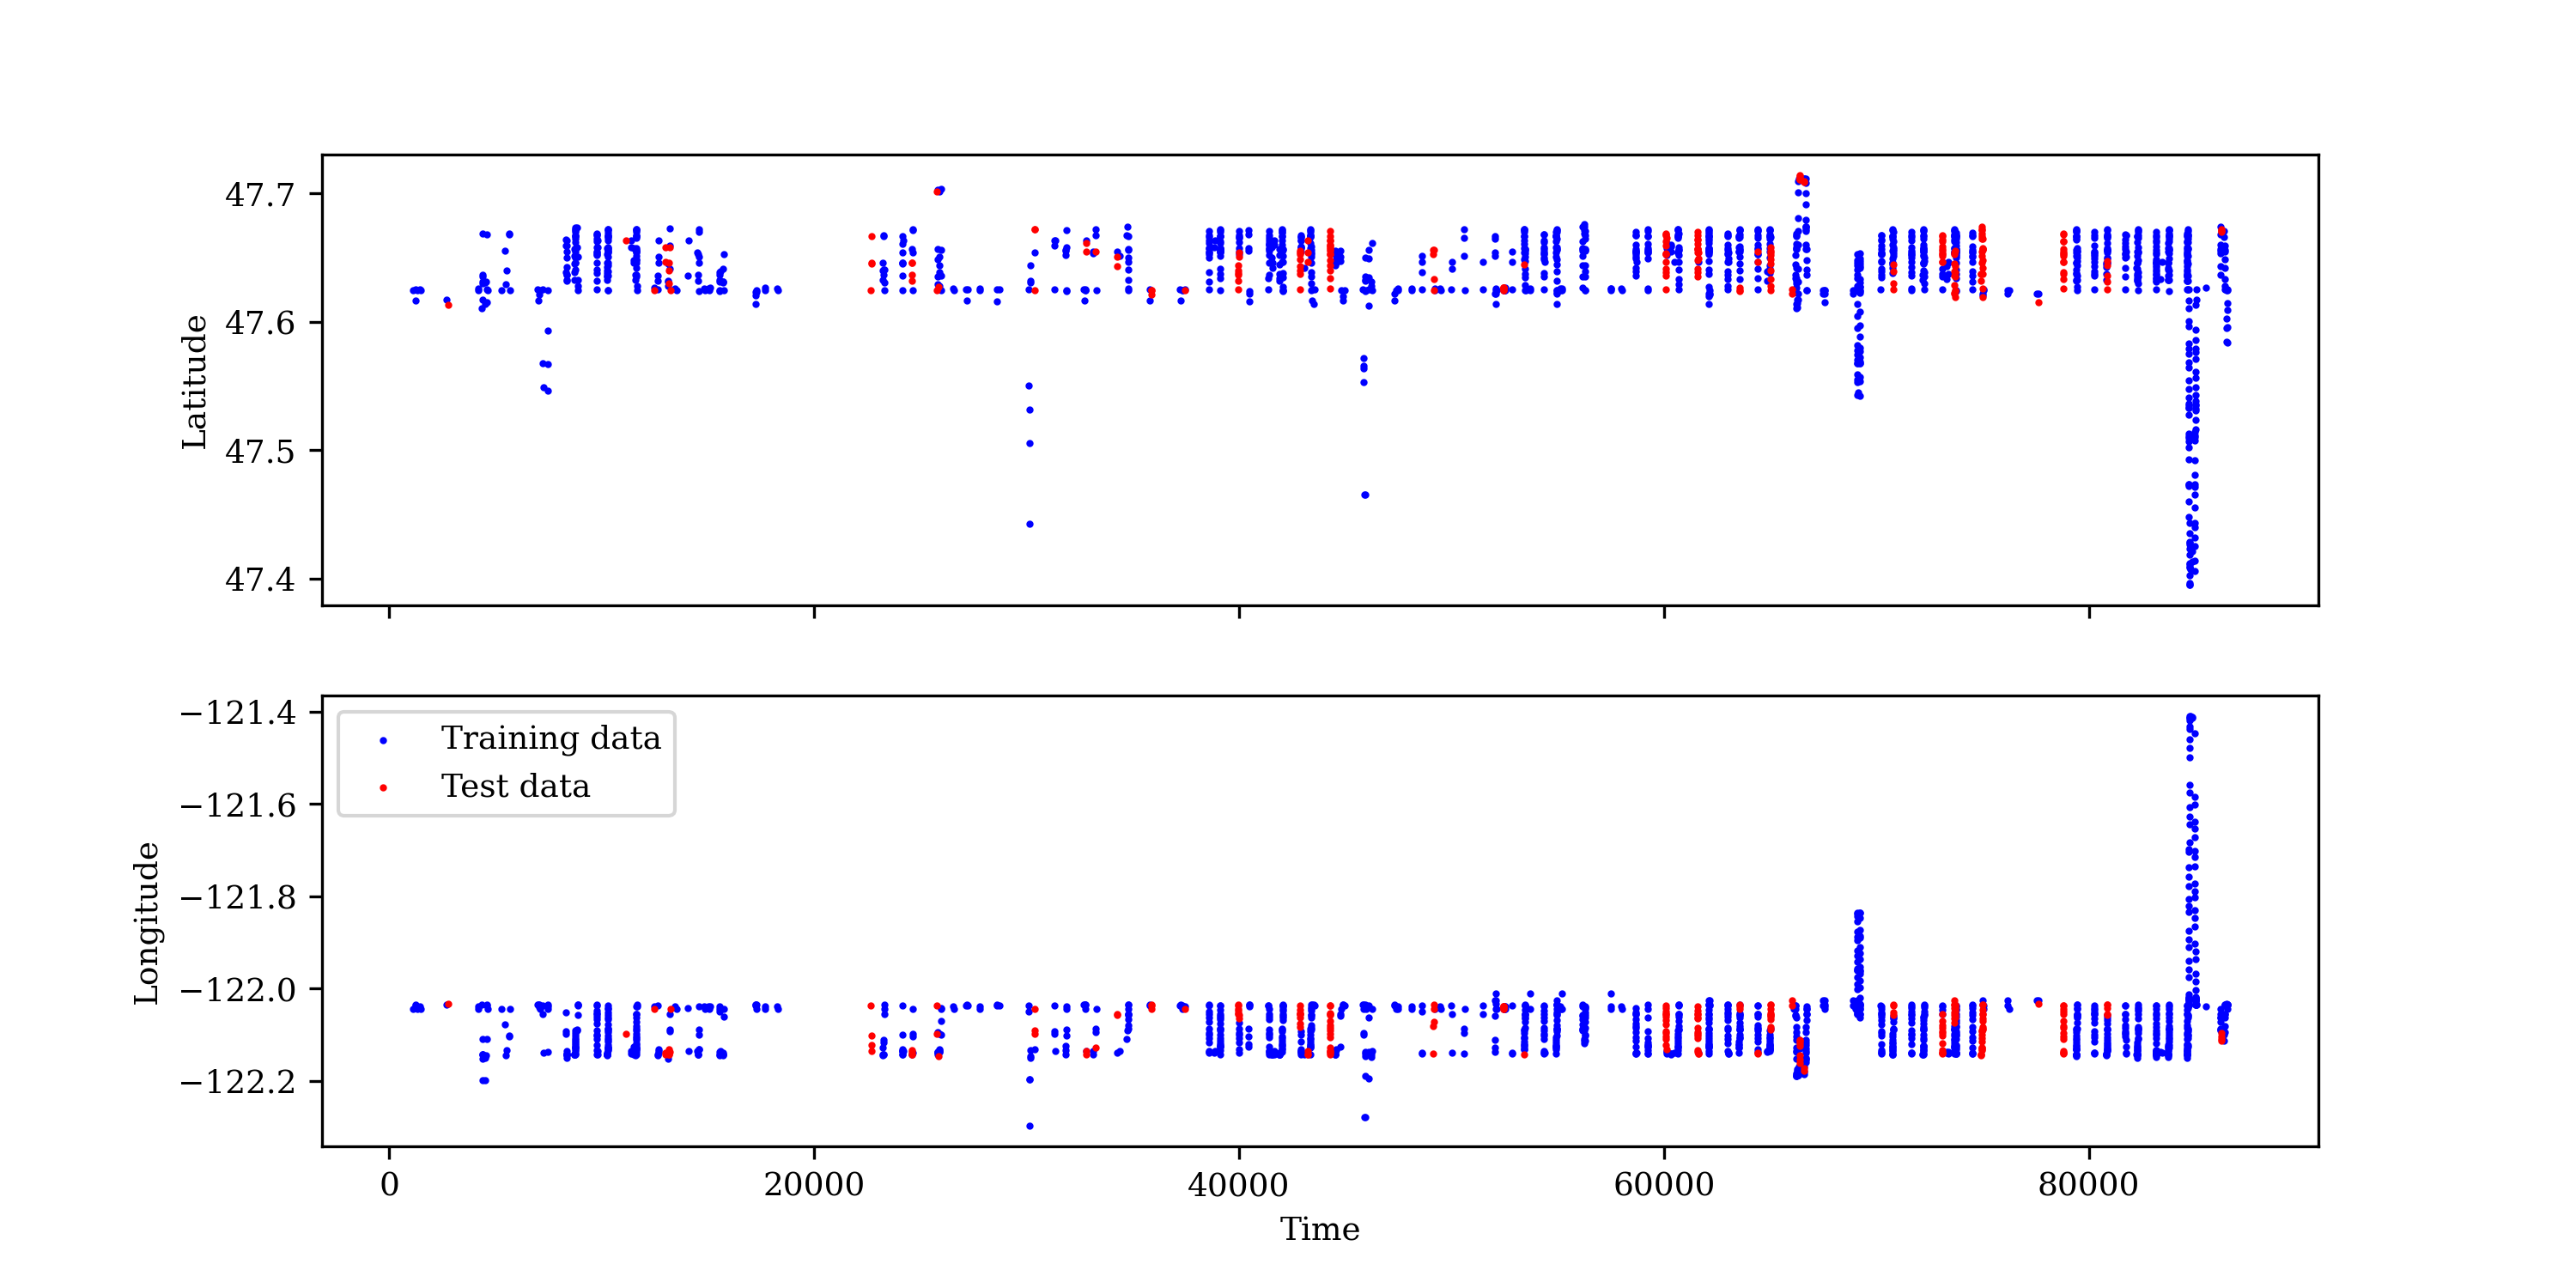 47.7
47.6
47.5
47.4
Latitude
−121.4
−121.6
−121.8
−122.0
−122.2
Longitude
Training data
Test data
0 20000 40000 60000 80000
Time